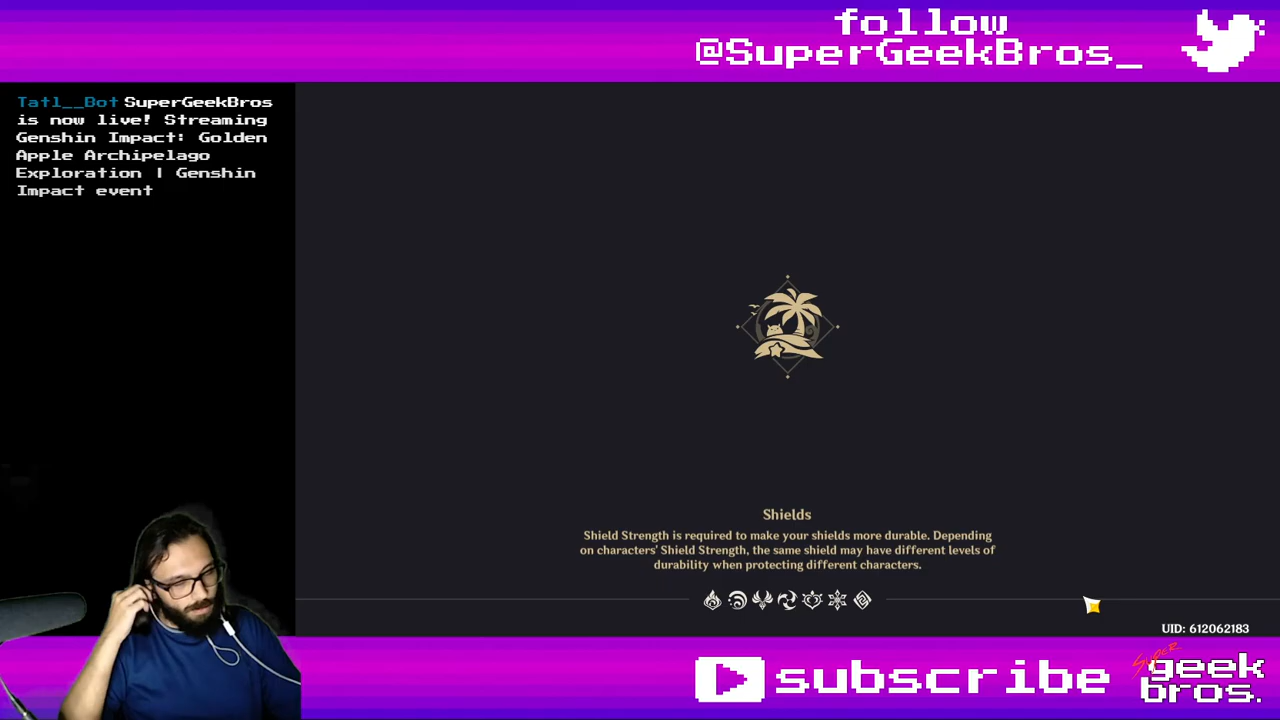 follow
@SuperGeekBros_
Tatl__Bot SuperGeekBros
is now live! Streaming
Genshin Impact: Golden
Apple Archipelago
Exploration | Genshin
Impact event
Shields
Shield Strength is required to make your shields more durable. Depending
on characters' Shield Strength, the same shield may have different levels of
durability when protecting different characters.
UID: 612062183
subscribe
SUPER
geek
bros.